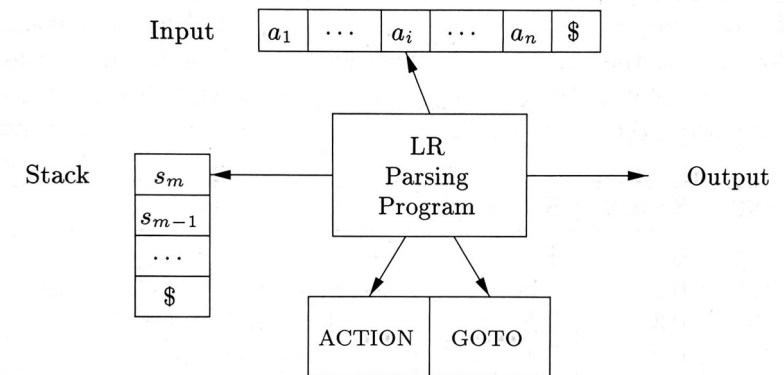 Input a₁ ··· aᵢ ··· aₙ $
LR
Parsing
Program
Stack
sₘ
sₘ₋₁
···
$
Output
ACTION GOTO